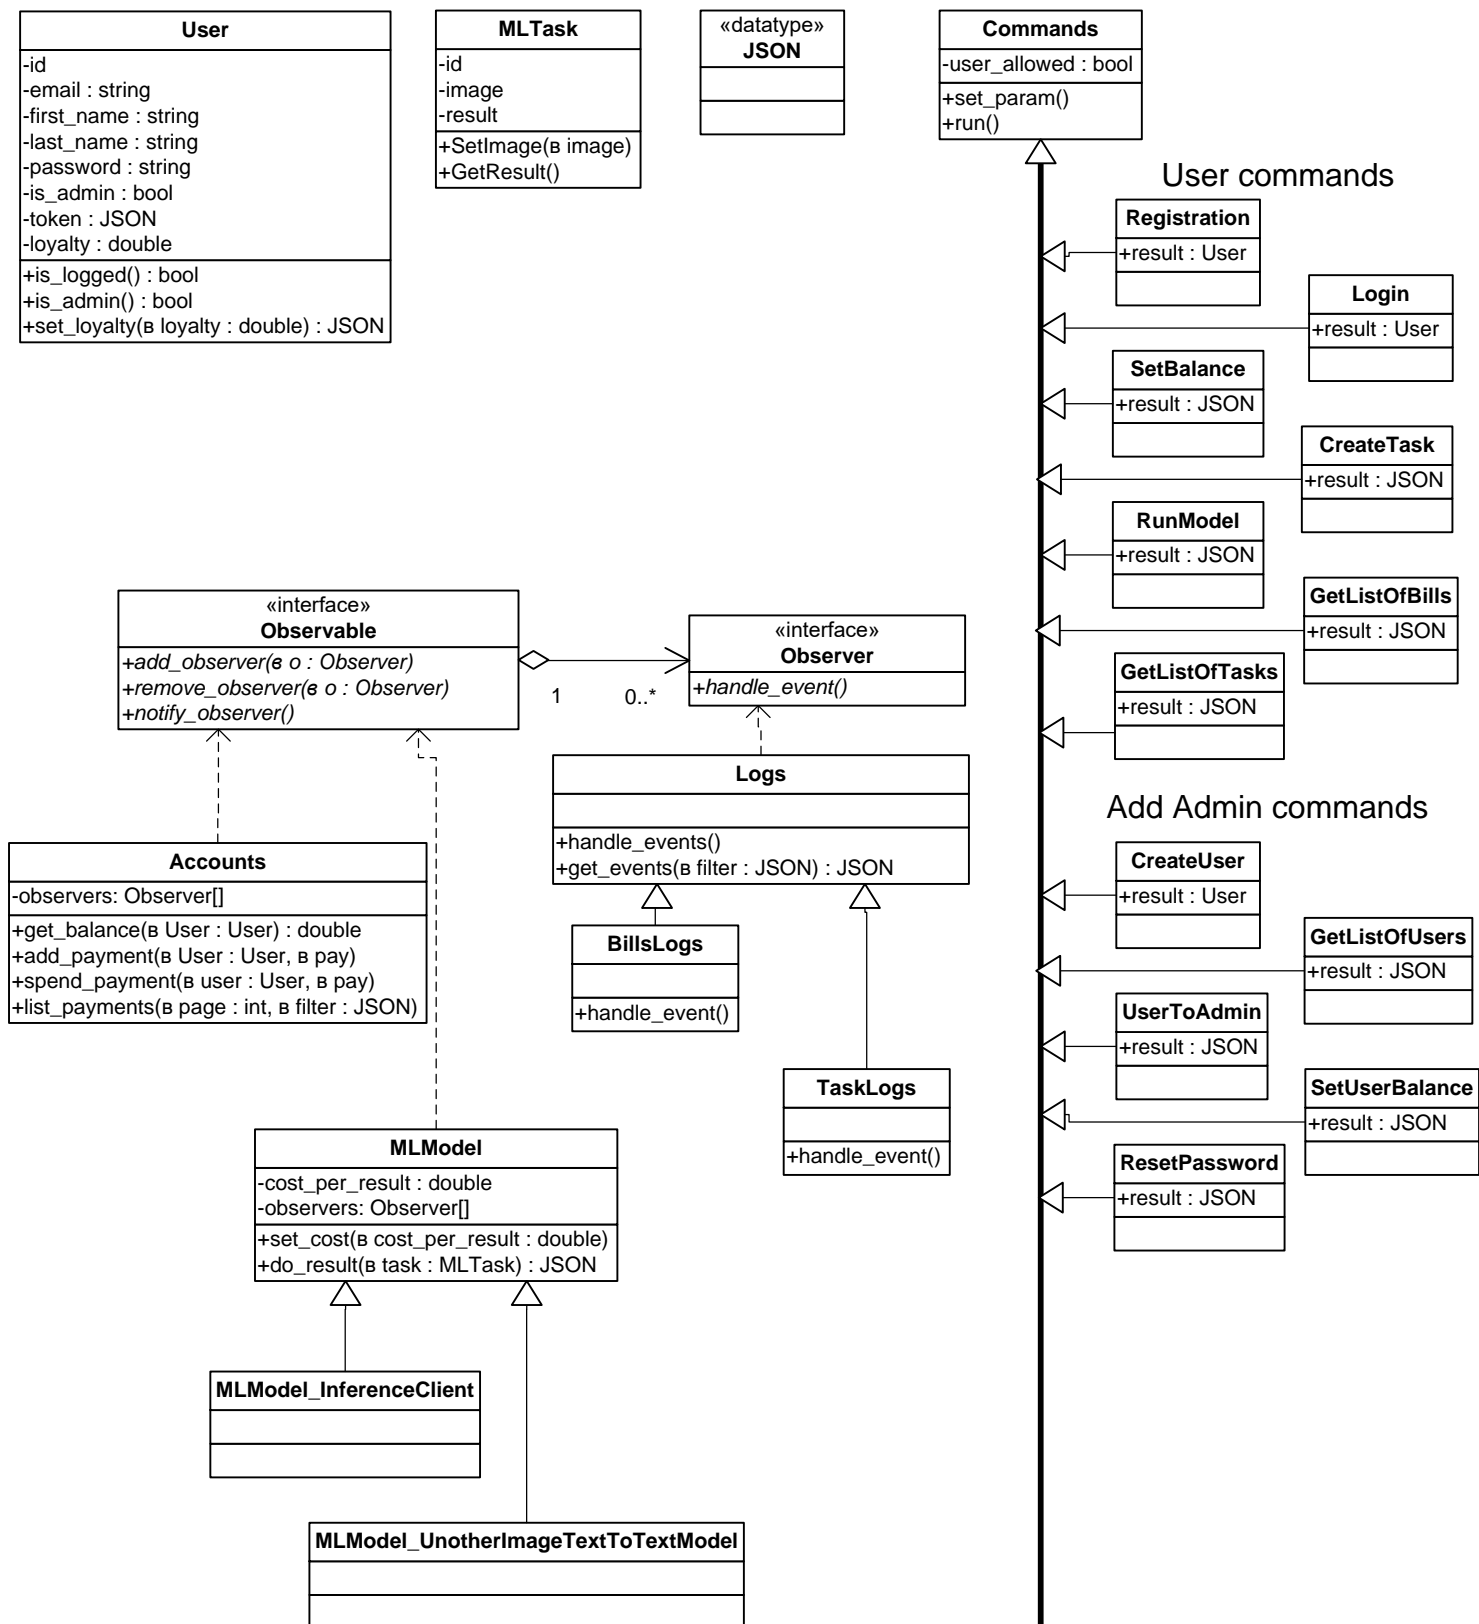 User
-id
-email : string
-first_name : string
-last_name : string
-password : string
-is_admin : bool
-token : JSON
-loyalty : double
+is_logged() : bool
+is_admin() : bool
+set_loyalty(в loyalty : double) : JSON
MLTask
-id
-image
-result
+SetImage(в image)
+GetResult()
«datatype»
JSON
Commands
-user_allowed : bool
+set_param()
+run()
User commands
Registration
+result : User
Login
+result : User
SetBalance
+result : JSON
CreateTask
+result : JSON
RunModel
+result : JSON
GetListOfBills
+result : JSON
GetListOfTasks
+result : JSON
«interface»
Observable
+add_observer(в o : Observer)
+remove_observer(в o : Observer)
+notify_observer()
1
0..*
«interface»
Observer
+handle_event()
Logs
+handle_events()
+get_events(в filter : JSON) : JSON
Accounts
-observers: Observer[]
+get_balance(в User : User) : double
+add_payment(в User : User, в pay)
+spend_payment(в user : User, в pay)
+list_payments(в page : int, в filter : JSON)
BillsLogs
+handle_event()
TaskLogs
+handle_event()
MLModel
-cost_per_result : double
-observers: Observer[]
+set_cost(в cost_per_result : double)
+do_result(в task : MLTask) : JSON
MLModel_InferenceClient
MLModel_UnotherImageTextToTextModel
Add Admin commands
CreateUser
+result : User
GetListOfUsers
+result : JSON
UserToAdmin
+result : JSON
SetUserBalance
+result : JSON
ResetPassword
+result : JSON